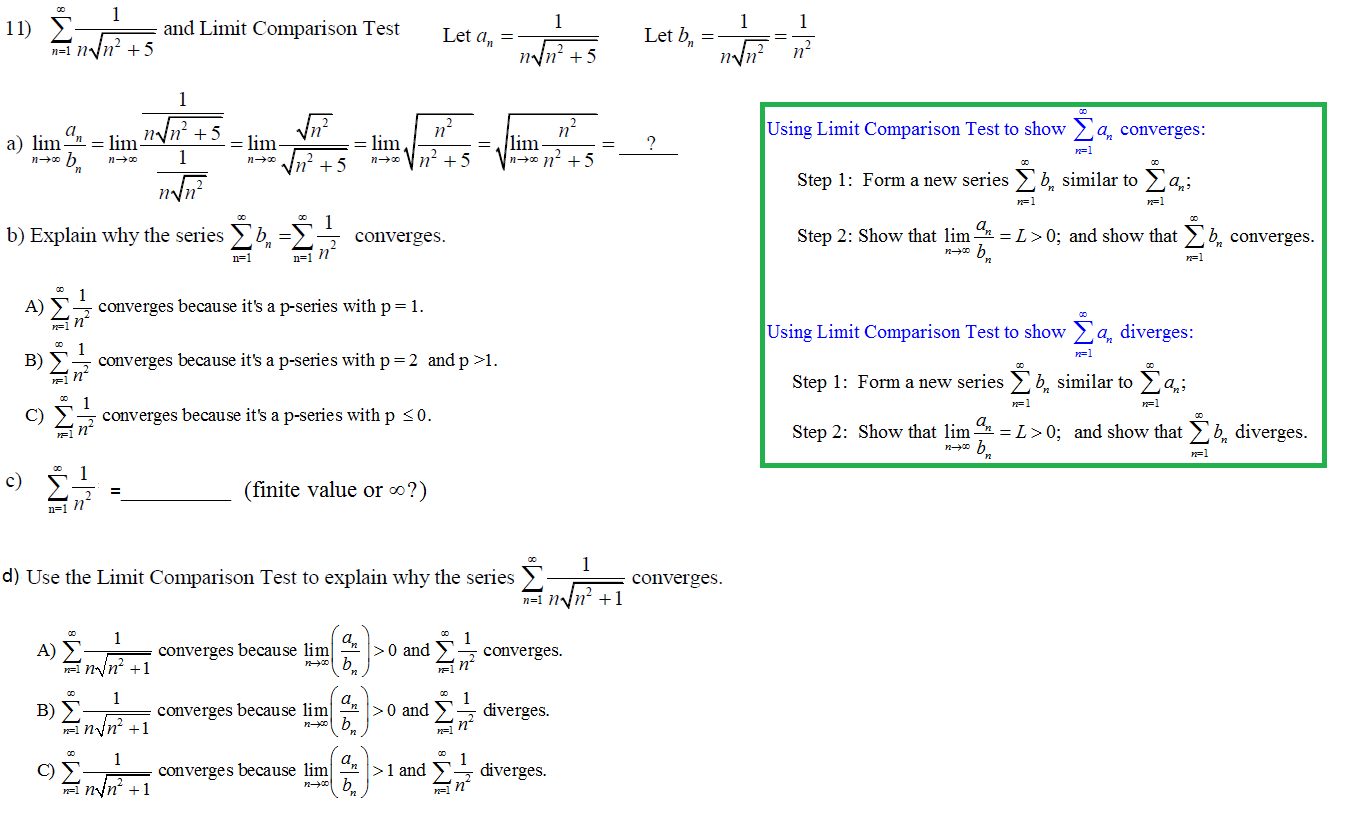 11) $\sum_{n=1}^{\infty} \frac{1}{n\sqrt{n^2+5}}$ and Limit Comparison Test Let $a_n = \frac{1}{n\sqrt{n^2+5}}$ Let $b_n = \frac{1}{n\sqrt{n^2}} = \frac{1}{n^2}$
a) $\lim_{n\to\infty} \frac{a_n}{b_n} = \lim_{n\to\infty} \frac{\frac{1}{n\sqrt{n^2+5}}}{\frac{1}{n\sqrt{n^2}}} = \lim_{n\to\infty} \frac{\sqrt{n^2}}{\sqrt{n^2+5}} = \lim_{n\to\infty} \sqrt{\frac{n^2}{n^2+5}} = \sqrt{\lim_{n\to\infty} \frac{n^2}{n^2+5}} =$ ___?___
b) Explain why the series $\sum_{n=1}^{\infty} b_n = \sum_{n=1}^{\infty} \frac{1}{n^2}$ converges.
A) $\sum_{n=1}^{\infty} \frac{1}{n^2}$ converges because it's a p-series with p = 1.
B) $\sum_{n=1}^{\infty} \frac{1}{n^2}$ converges because it's a p-series with p = 2 and p >1.
C) $\sum_{n=1}^{\infty} \frac{1}{n^2}$ converges because it's a p-series with p ≤ 0.
c) $\sum_{n=1}^{\infty} \frac{1}{n^2}$ =__________ (finite value or ∞?)
d) Use the Limit Comparison Test to explain why the series $\sum_{n=1}^{\infty} \frac{1}{n\sqrt{n^2+1}}$ converges.
A) $\sum_{n=1}^{\infty} \frac{1}{n\sqrt{n^2+1}}$ converges because $\lim_{n\to\infty} \left(\frac{a_n}{b_n}\right) > 0$ and $\sum_{n=1}^{\infty} \frac{1}{n^2}$ converges.
B) $\sum_{n=1}^{\infty} \frac{1}{n\sqrt{n^2+1}}$ converges because $\lim_{n\to\infty} \left(\frac{a_n}{b_n}\right) > 0$ and $\sum_{n=1}^{\infty} \frac{1}{n^2}$ diverges.
C) $\sum_{n=1}^{\infty} \frac{1}{n\sqrt{n^2+1}}$ converges because $\lim_{n\to\infty} \left(\frac{a_n}{b_n}\right) > 1$ and $\sum_{n=1}^{\infty} \frac{1}{n^2}$ diverges.
Using Limit Comparison Test to show $\sum_{n=1}^{\infty} a_n$ converges:
Step 1: Form a new series $\sum_{n=1}^{\infty} b_n$ similar to $\sum_{n=1}^{\infty} a_n$;
Step 2: Show that $\lim_{n\to\infty} \frac{a_n}{b_n} = L > 0$; and show that $\sum_{n=1}^{\infty} b_n$ converges.
Using Limit Comparison Test to show $\sum_{n=1}^{\infty} a_n$ diverges:
Step 1: Form a new series $\sum_{n=1}^{\infty} b_n$ similar to $\sum_{n=1}^{\infty} a_n$;
Step 2: Show that $\lim_{n\to\infty} \frac{a_n}{b_n} = L > 0$; and show that $\sum_{n=1}^{\infty} b_n$ diverges.